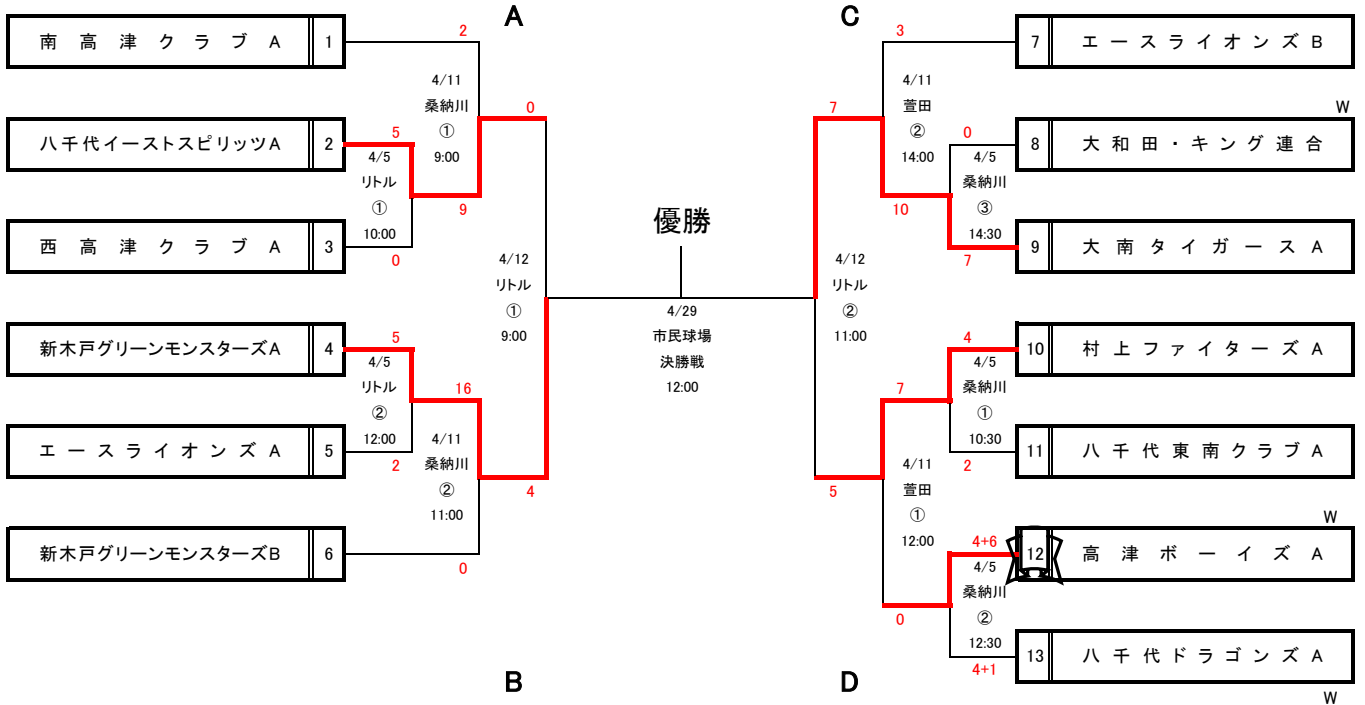 A
C
南高津クラブA 1
2
4/11
桑納川
①
9:00
0
八千代イーストスピリッツA 2
5
4/5
リトル
①
10:00
9
西高津クラブA 3
0
4/12
リトル
①
9:00
新木戸グリーンモンスターズA 4
5
4/5
リトル
②
12:00
16
エースライオンズA 5
2
4/11
桑納川
②
11:00
4
新木戸グリーンモンスターズB 6
0
B
優勝
4/29
市民球場
決勝戦
12:00
3
7 エースライオンズB
4/11
萱田
②
14:00
7
W
0
8 大和田・キング連合
4/5
桑納川
③
14:30
10
9 大南タイガースA
7
4/12
リトル
②
11:00
4
10 村上ファイターズA
4/5
桑納川
①
10:30
7
11 八千代東南クラブA
2
4/11
萱田
①
12:00
5
W
4+6
12 高津ボーイズA
4/5
桑納川
②
12:30
0
13 八千代ドラゴンズA
4+1
W
D